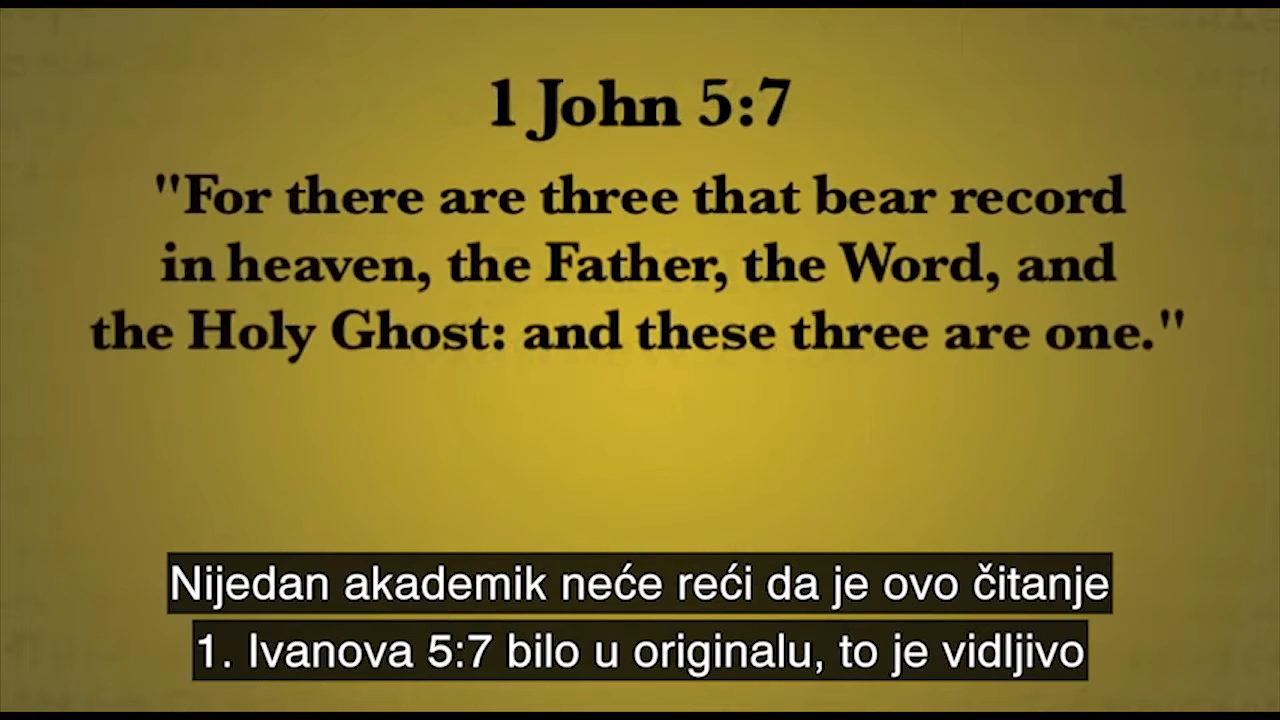 1 John 5:7
"For there are three that bear record
in heaven, the Father, the Word, and
the Holy Ghost: and these three are one."
Nijedan akademik neće reći da je ovo čitanje
1. Ivanova 5:7 bilo u originalu, to je vidljivo